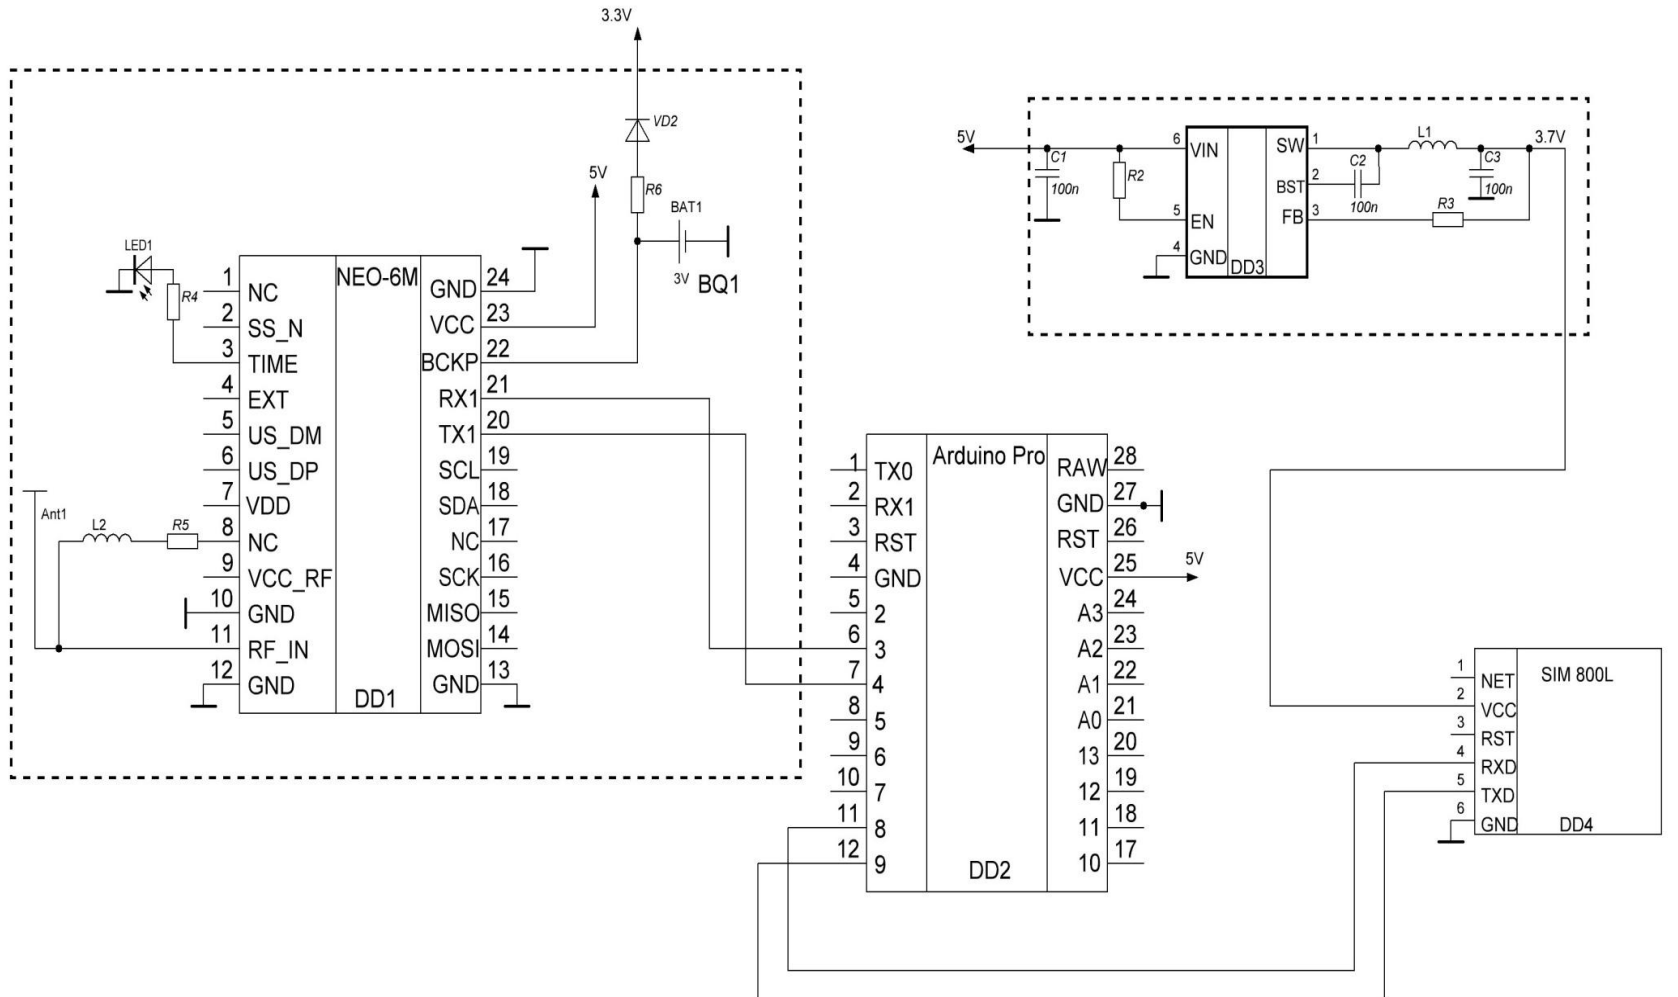 3.3V
VD2
5V
R6
BAT1
3V
BQ1
LED1
R4
NEO-6M
1 NC
2 SS_N
3 TIME
4 EXT
5 US_DM
6 US_DP
7 VDD
8 NC
9 VCC_RF
10 GND
11 RF_IN
12 GND
GND 24
VCC 23
BCKP 22
RX1 21
TX1 20
SCL 19
SDA 18
NC 17
SCK 16
MISO 15
MOSI 14
GND 13
DD1
Ant1
L2
R5
5V
C1
100n
R2
6 VIN
5 EN
4 GND
SW 1
BST 2
FB 3
DD3
C2
100n
L1
C3
100n
R3
3.7V
Arduino Pro
1 TX0
2 RX1
3 RST
4 GND
5 2
6 3
7 4
8 5
9 6
10 7
11 8
12 9
RAW 28
GND 27
RST 26
VCC 25
A3 24
A2 23
A1 22
A0 21
13 20
12 19
11 18
10 17
DD2
5V
SIM 800L
1 NET
2 VCC
3 RST
4 RXD
5 TXD
6 GND
DD4